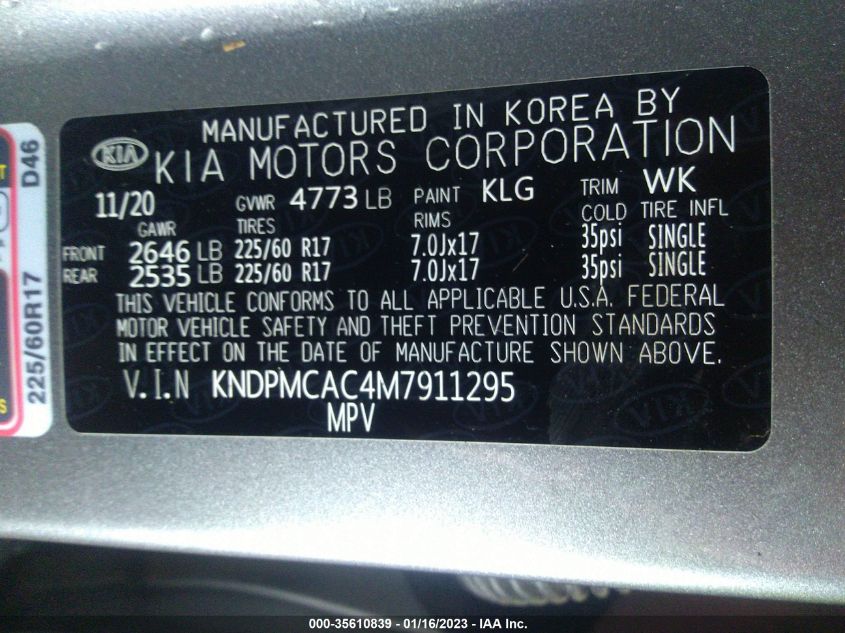 MANUFACTURED IN KOREA BY
KIA KIA MOTORS CORPORATION
11/20 GVWR 4773 LB PAINT KLG TRIM WK
GAWR TIRES RIMS COLD TIRE INFL
FRONT 2646 LB 225/60 R17 7.0Jx17 35psi SINGLE
REAR 2535 LB 225/60 R17 7.0Jx17 35psi SINGLE
THIS VEHICLE CONFORMS TO ALL APPLICABLE U.S.A. FEDERAL
MOTOR VEHICLE SAFETY AND THEFT PREVENTION STANDARDS
IN EFFECT ON THE DATE OF MANUFACTURE SHOWN ABOVE.
V.I.N KNDPMCAC4M7911295
MPV
225/60R17 D46
000-35610839 - 01/16/2023 - IAA Inc.